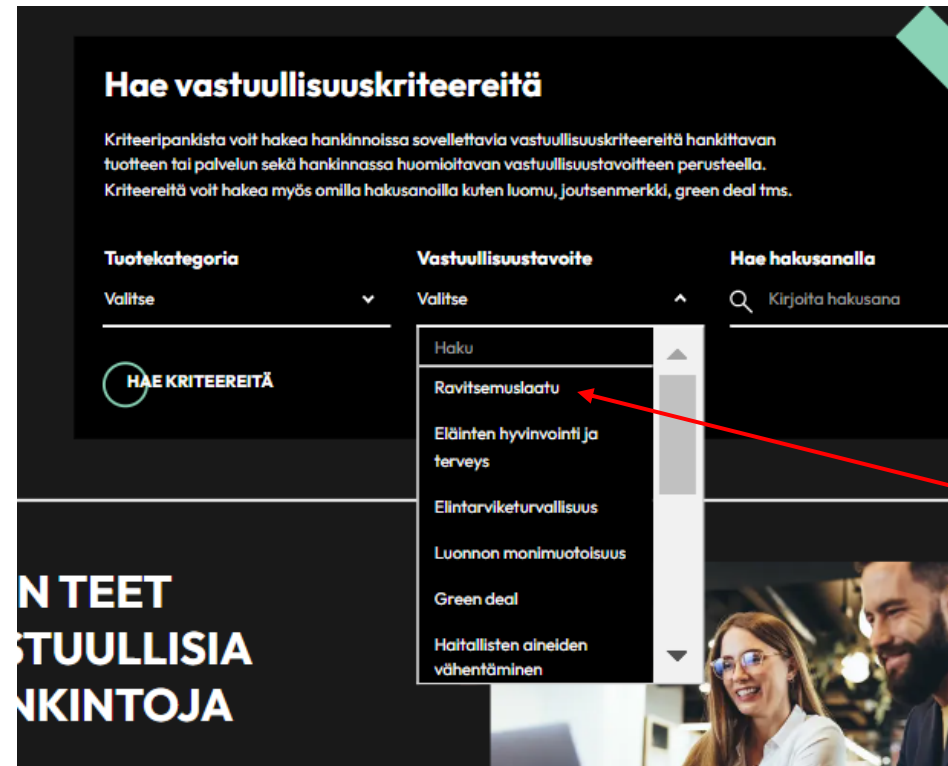 Hae vastuullisuuskriteereitä
Kriteeripankista voit hakea hankinnoissa sovellettavia vastuullisuuskriteereitä hankittavan
tuotteen tai palvelun sekä hankinnassa huomioitavan vastuullisuustavoitteen perusteella.
Kriteereitä voit hakea myös omilla hakusanoilla kuten luomu, joutsenmerkki, green deal tms.
Tuotekategoria
Valitse
Vastuullisuustavoite
Valitse
Haku
Ravitsemuslaatu
Eläinten hyvinvointi ja
terveys
Elintarviketurvallisuus
Luonnon monimuotoisuus
Green deal
Haitallisten aineiden
vähentäminen
Hae hakusanalla
Kirjoita hakusana
HAE KRITEEREITÄ
N TEET
STUULLISIA
NKINTOJA